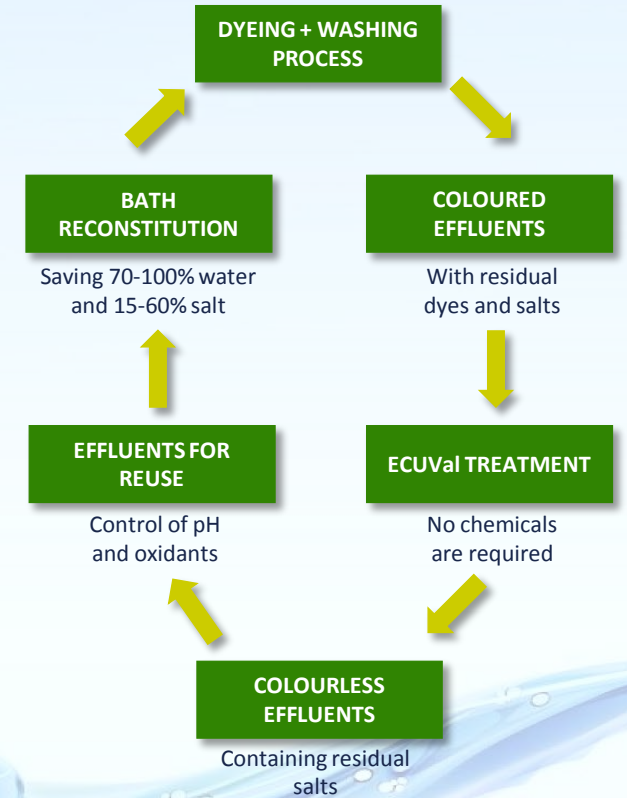 DYEING + WASHING
PROCESS
COLOURED
EFFLUENTS
With residual
dyes and salts
ECUVal TREATMENT
No chemicals
are required
COLOURLESS
EFFLUENTS
Containing residual
salts
EFFLUENTS FOR
REUSE
Control of pH
and oxidants
BATH
RECONSTITUTION
Saving 70-100% water
and 15-60% salt